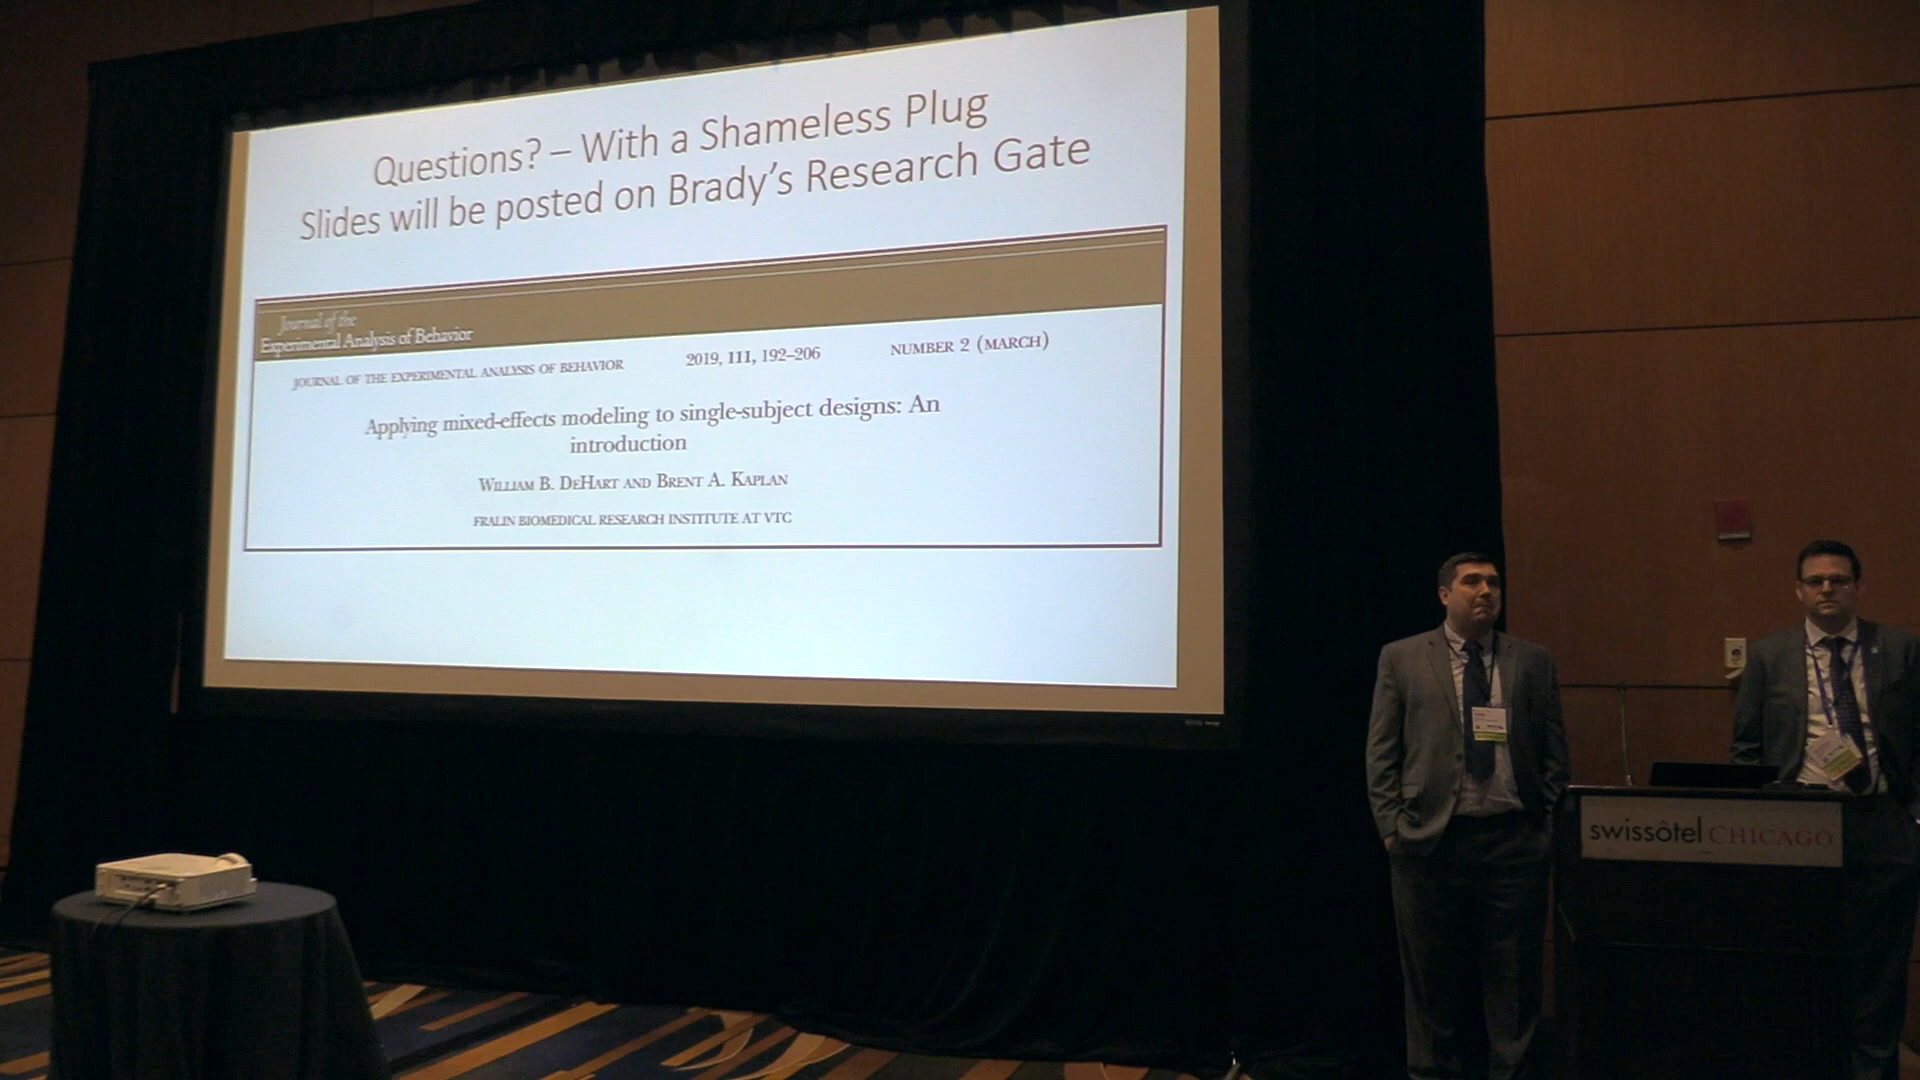 Questions? – With a Shameless Plug
Slides will be posted on Brady's Research Gate
Journal of the
Experimental Analysis of Behavior
JOURNAL OF THE EXPERIMENTAL ANALYSIS OF BEHAVIOR 2019, 111, 192–206 NUMBER 2 (MARCH)
Applying mixed-effects modeling to single-subject designs: An
introduction
WILLIAM B. DEHART AND BRENT A. KAPLAN
FRALIN BIOMEDICAL RESEARCH INSTITUTE AT VTC
swissôtel CHICAGO